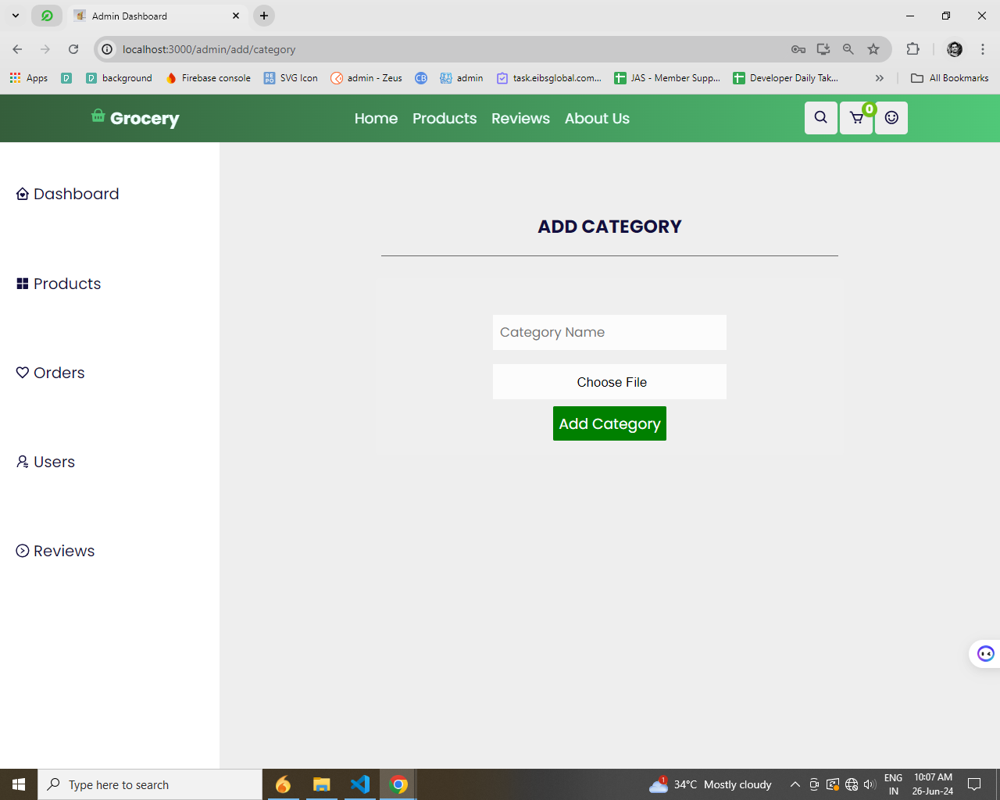 Admin Dashboard
localhost:3000/admin/add/category
Apps
background
Firebase console
REPO
SVG Icon
admin - Zeus
CB
admin
task.eibsglobal.com...
JAS - Member Supp...
Developer Daily Tak...
All Bookmarks
Grocery
Home
Products
Reviews
About Us
0
Dashboard
Products
Orders
Users
Reviews
ADD CATEGORY
Category Name
Choose File
Add Category
Type here to search
1
34°C Mostly cloudy
ENG
IN
10:07 AM
26-Jun-24